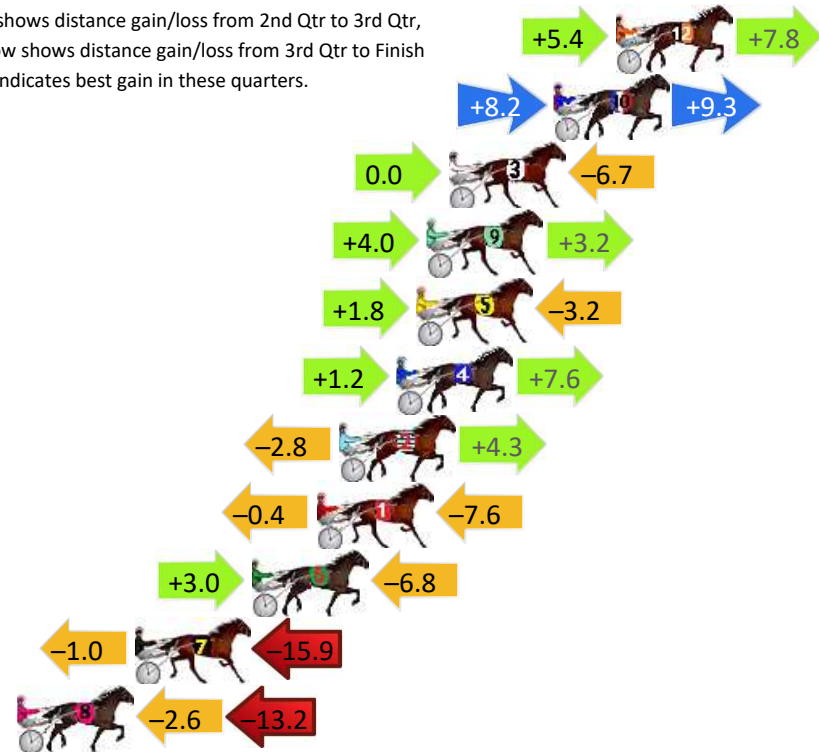 shows distance gain/loss from 2nd Qtr to 3rd Qtr,
ow shows distance gain/loss from 3rd Qtr to Finish
ndicates best gain in these quarters.
+5.4 12 +7.8
+8.2 10 +9.3
0.0 3 –6.7
+4.0 9 +3.2
+1.8 5 –3.2
+1.2 4 +7.6
–2.8 2 +4.3
–0.4 1 –7.6
+3.0 6 –6.8
–1.0 7 –15.9
8 –2.6 –13.2